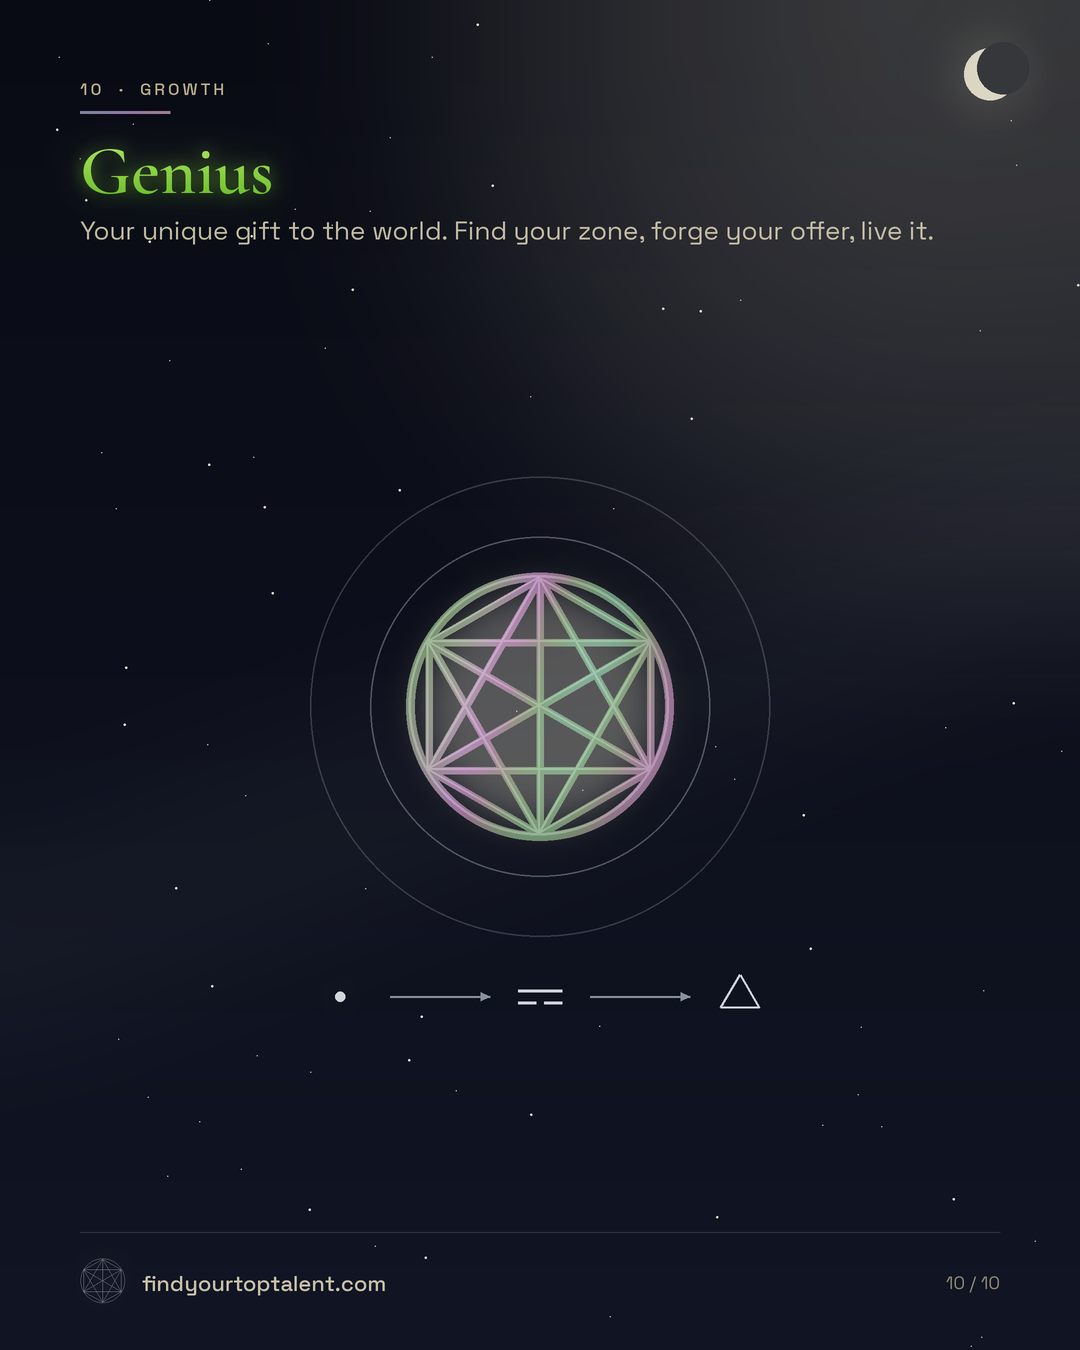 10 · GROWTH
Genius
Your unique gift to the world. Find your zone, forge your offer, live it.
findyourtoptalent.com
10 / 10